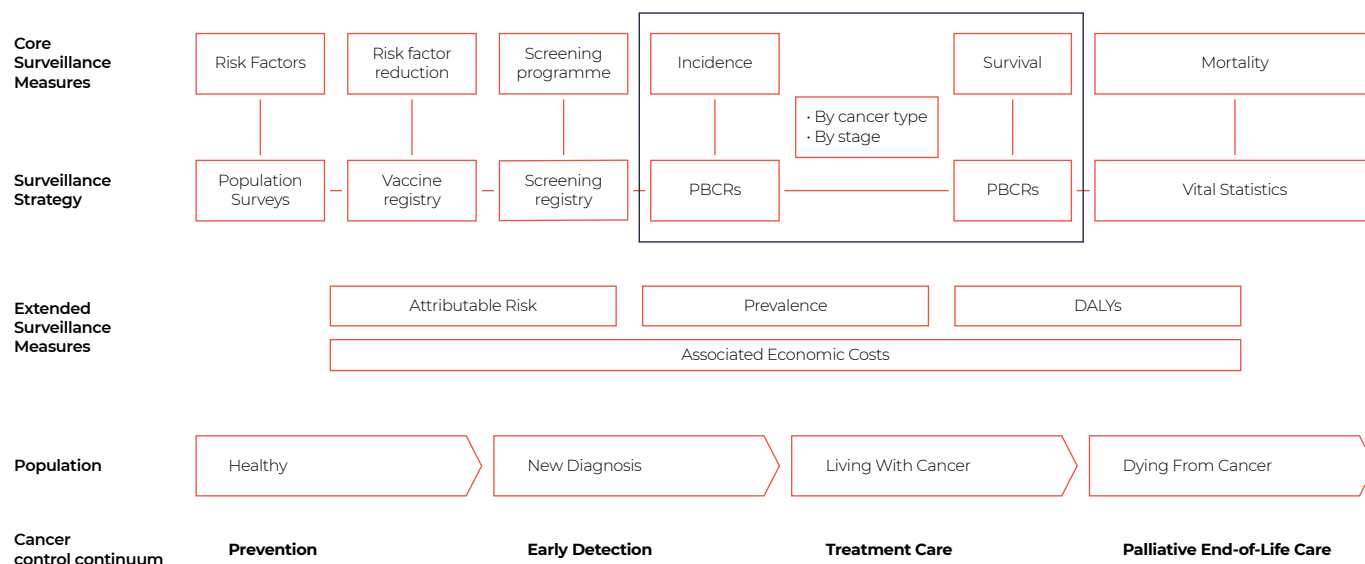 Core
Surveillance
Measures
Risk Factors
Risk factor
reduction
Screening
programme
Incidence
Survival
Mortality
· By cancer type
· By stage
Surveillance
Strategy
Population
Surveys
Vaccine
registry
Screening
registry
PBCRs
PBCRs
Vital Statistics
Extended
Surveillance
Measures
Attributable Risk
Prevalence
DALYs
Associated Economic Costs
Population
Healthy
New Diagnosis
Living With Cancer
Dying From Cancer
Cancer
control continuum
Prevention
Early Detection
Treatment Care
Palliative End-of-Life Care